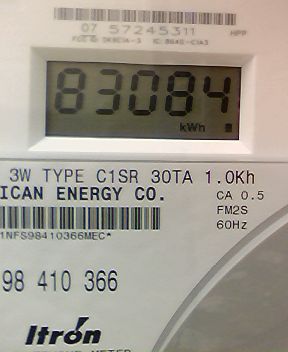 07 57245311
HPP
83084
kWh
3W TYPE C1SR 30TA 1.0Kh
ICAN ENERGY CO.
CA 0.5
FM2S
60Hz
1NFS98410366MEC*
98 410 366
Itron